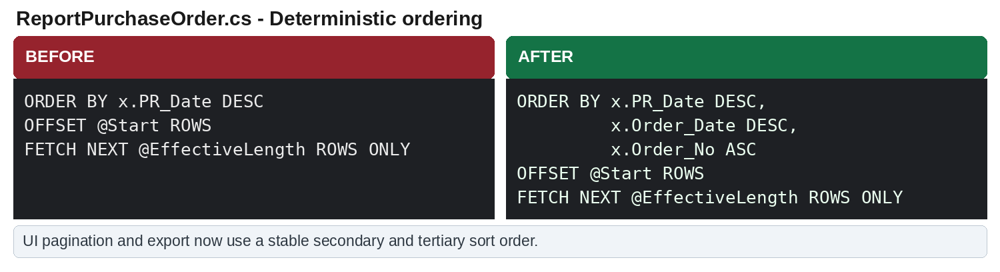 ReportPurchaseOrder.cs - Deterministic ordering
BEFORE
ORDER BY x.PR_Date DESC
OFFSET @Start ROWS
FETCH NEXT @EffectiveLength ROWS ONLY
AFTER
ORDER BY x.PR_Date DESC,
         x.Order_Date DESC,
         x.Order_No ASC
OFFSET @Start ROWS
FETCH NEXT @EffectiveLength ROWS ONLY
UI pagination and export now use a stable secondary and tertiary sort order.